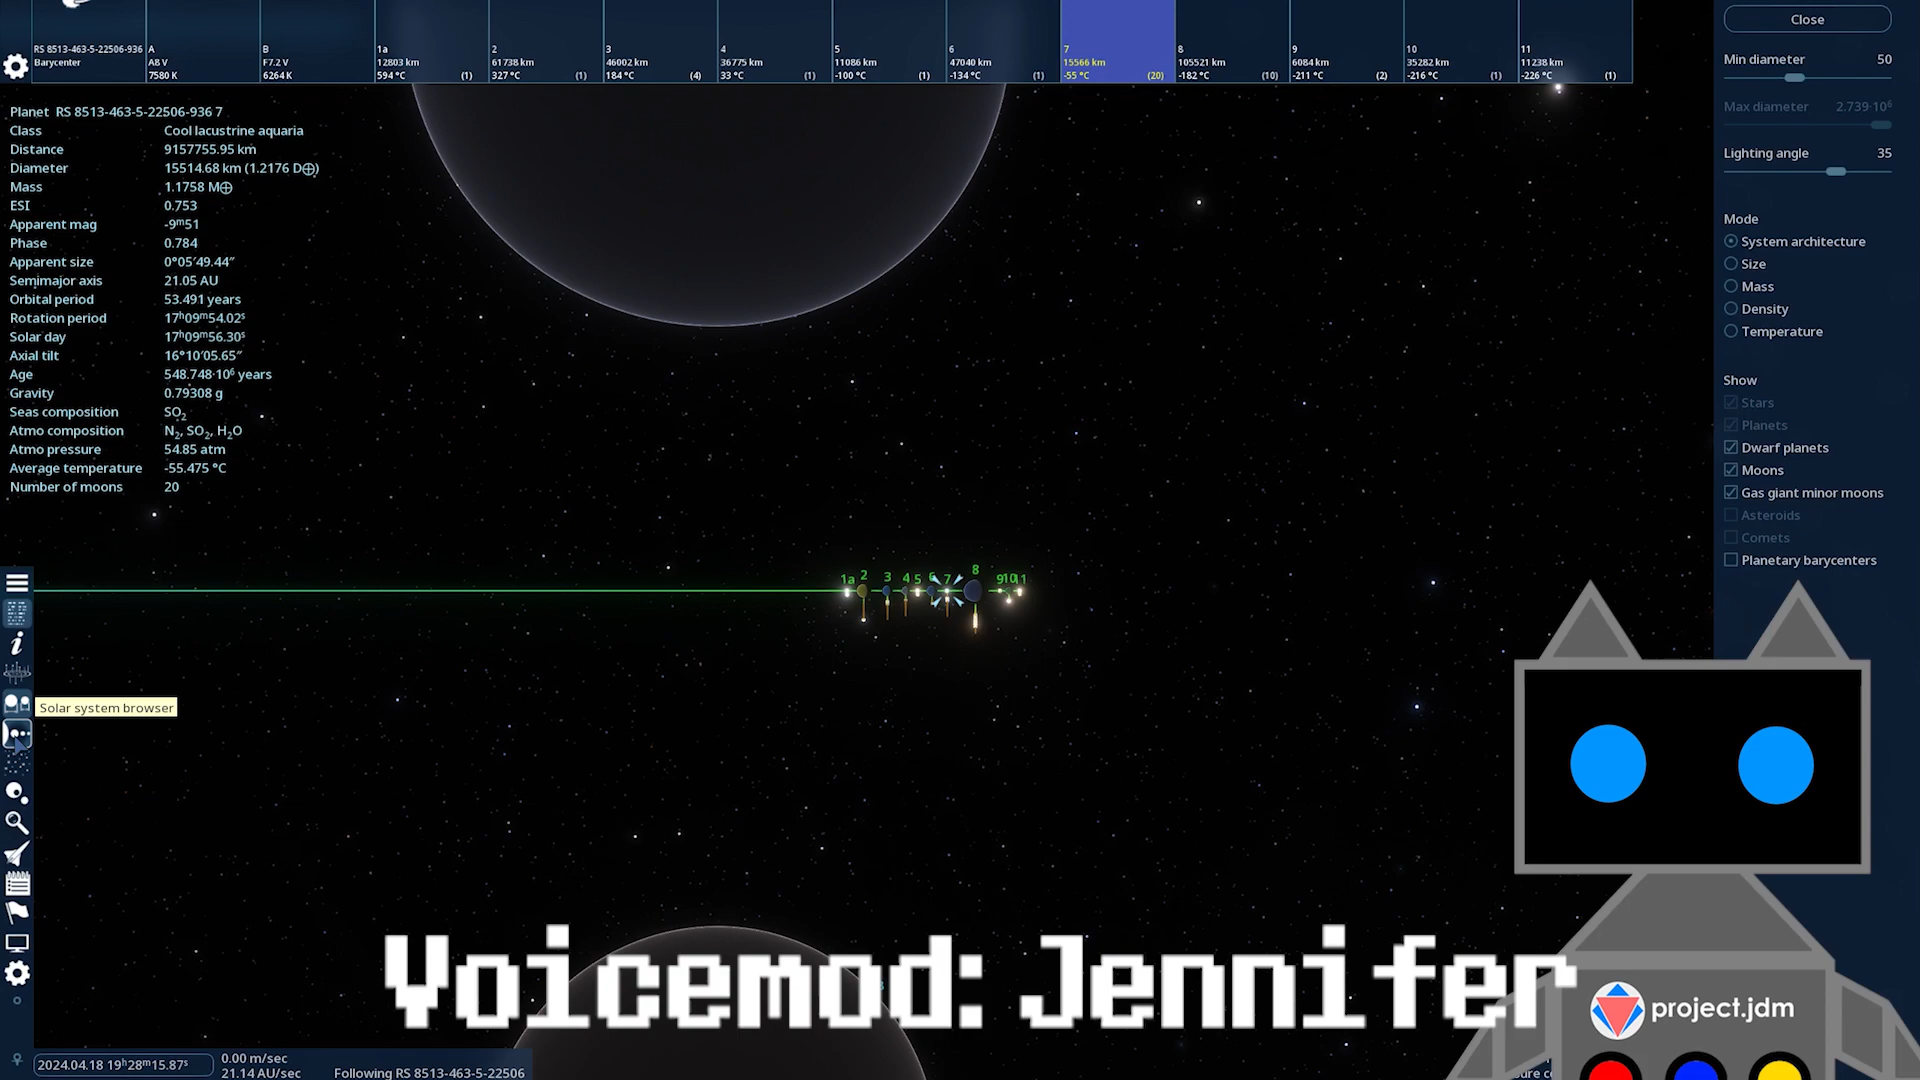 RS 8513-463-5-22506-936
Barycenter
A
A8 V
7580 K
B
F7.2 V
6264 K
1a
12803 km
594 °C (1)
2
61738 km
327 °C (1)
3
46002 km
184 °C (4)
4
36775 km
33 °C (1)
5
11086 km
-100 °C (1)
6
47040 km
-134 °C (1)
7
15566 km
-55 °C (20)
8
105521 km
-182 °C (10)
9
6084 km
-211 °C (2)
10
35282 km
-216 °C (1)
11
11238 km
-226 °C (1)
Planet RS 8513-463-5-22506-936 7
Class Cool lacustrine aquaria
Distance 9157755.95 km
Diameter 15514.68 km (1.2176 D⊕)
Mass 1.1758 M⊕
ESI 0.753
Apparent mag -9ᵐ51
Phase 0.784
Apparent size 0°05′49.44″
Semimajor axis 21.05 AU
Orbital period 53.491 years
Rotation period 17ʰ09ᵐ54.02ˢ
Solar day 17ʰ09ᵐ56.30ˢ
Axial tilt 16°10′05.65″
Age 548.748·10⁶ years
Gravity 0.79308 g
Seas composition SO₂
Atmo composition N₂, SO₂, H₂O
Atmo pressure 54.85 atm
Average temperature -55.475 °C
Number of moons 20
Close
Min diameter 50
Max diameter 2.739·10⁶
Lighting angle 35
Mode
System architecture
Size
Mass
Density
Temperature
Show
Stars
Planets
Dwarf planets
Moons
Gas giant minor moons
Asteroids
Comets
Planetary barycenters
1a 2 3 4 5 6 7 8 9 10 11
Solar system browser
Voicemod: Jennifer
project.jdm
2024.04.18 19ʰ28ᵐ15.87ˢ
0.00 m/sec
21.14 AU/sec
Following RS 8513-463-5-22506